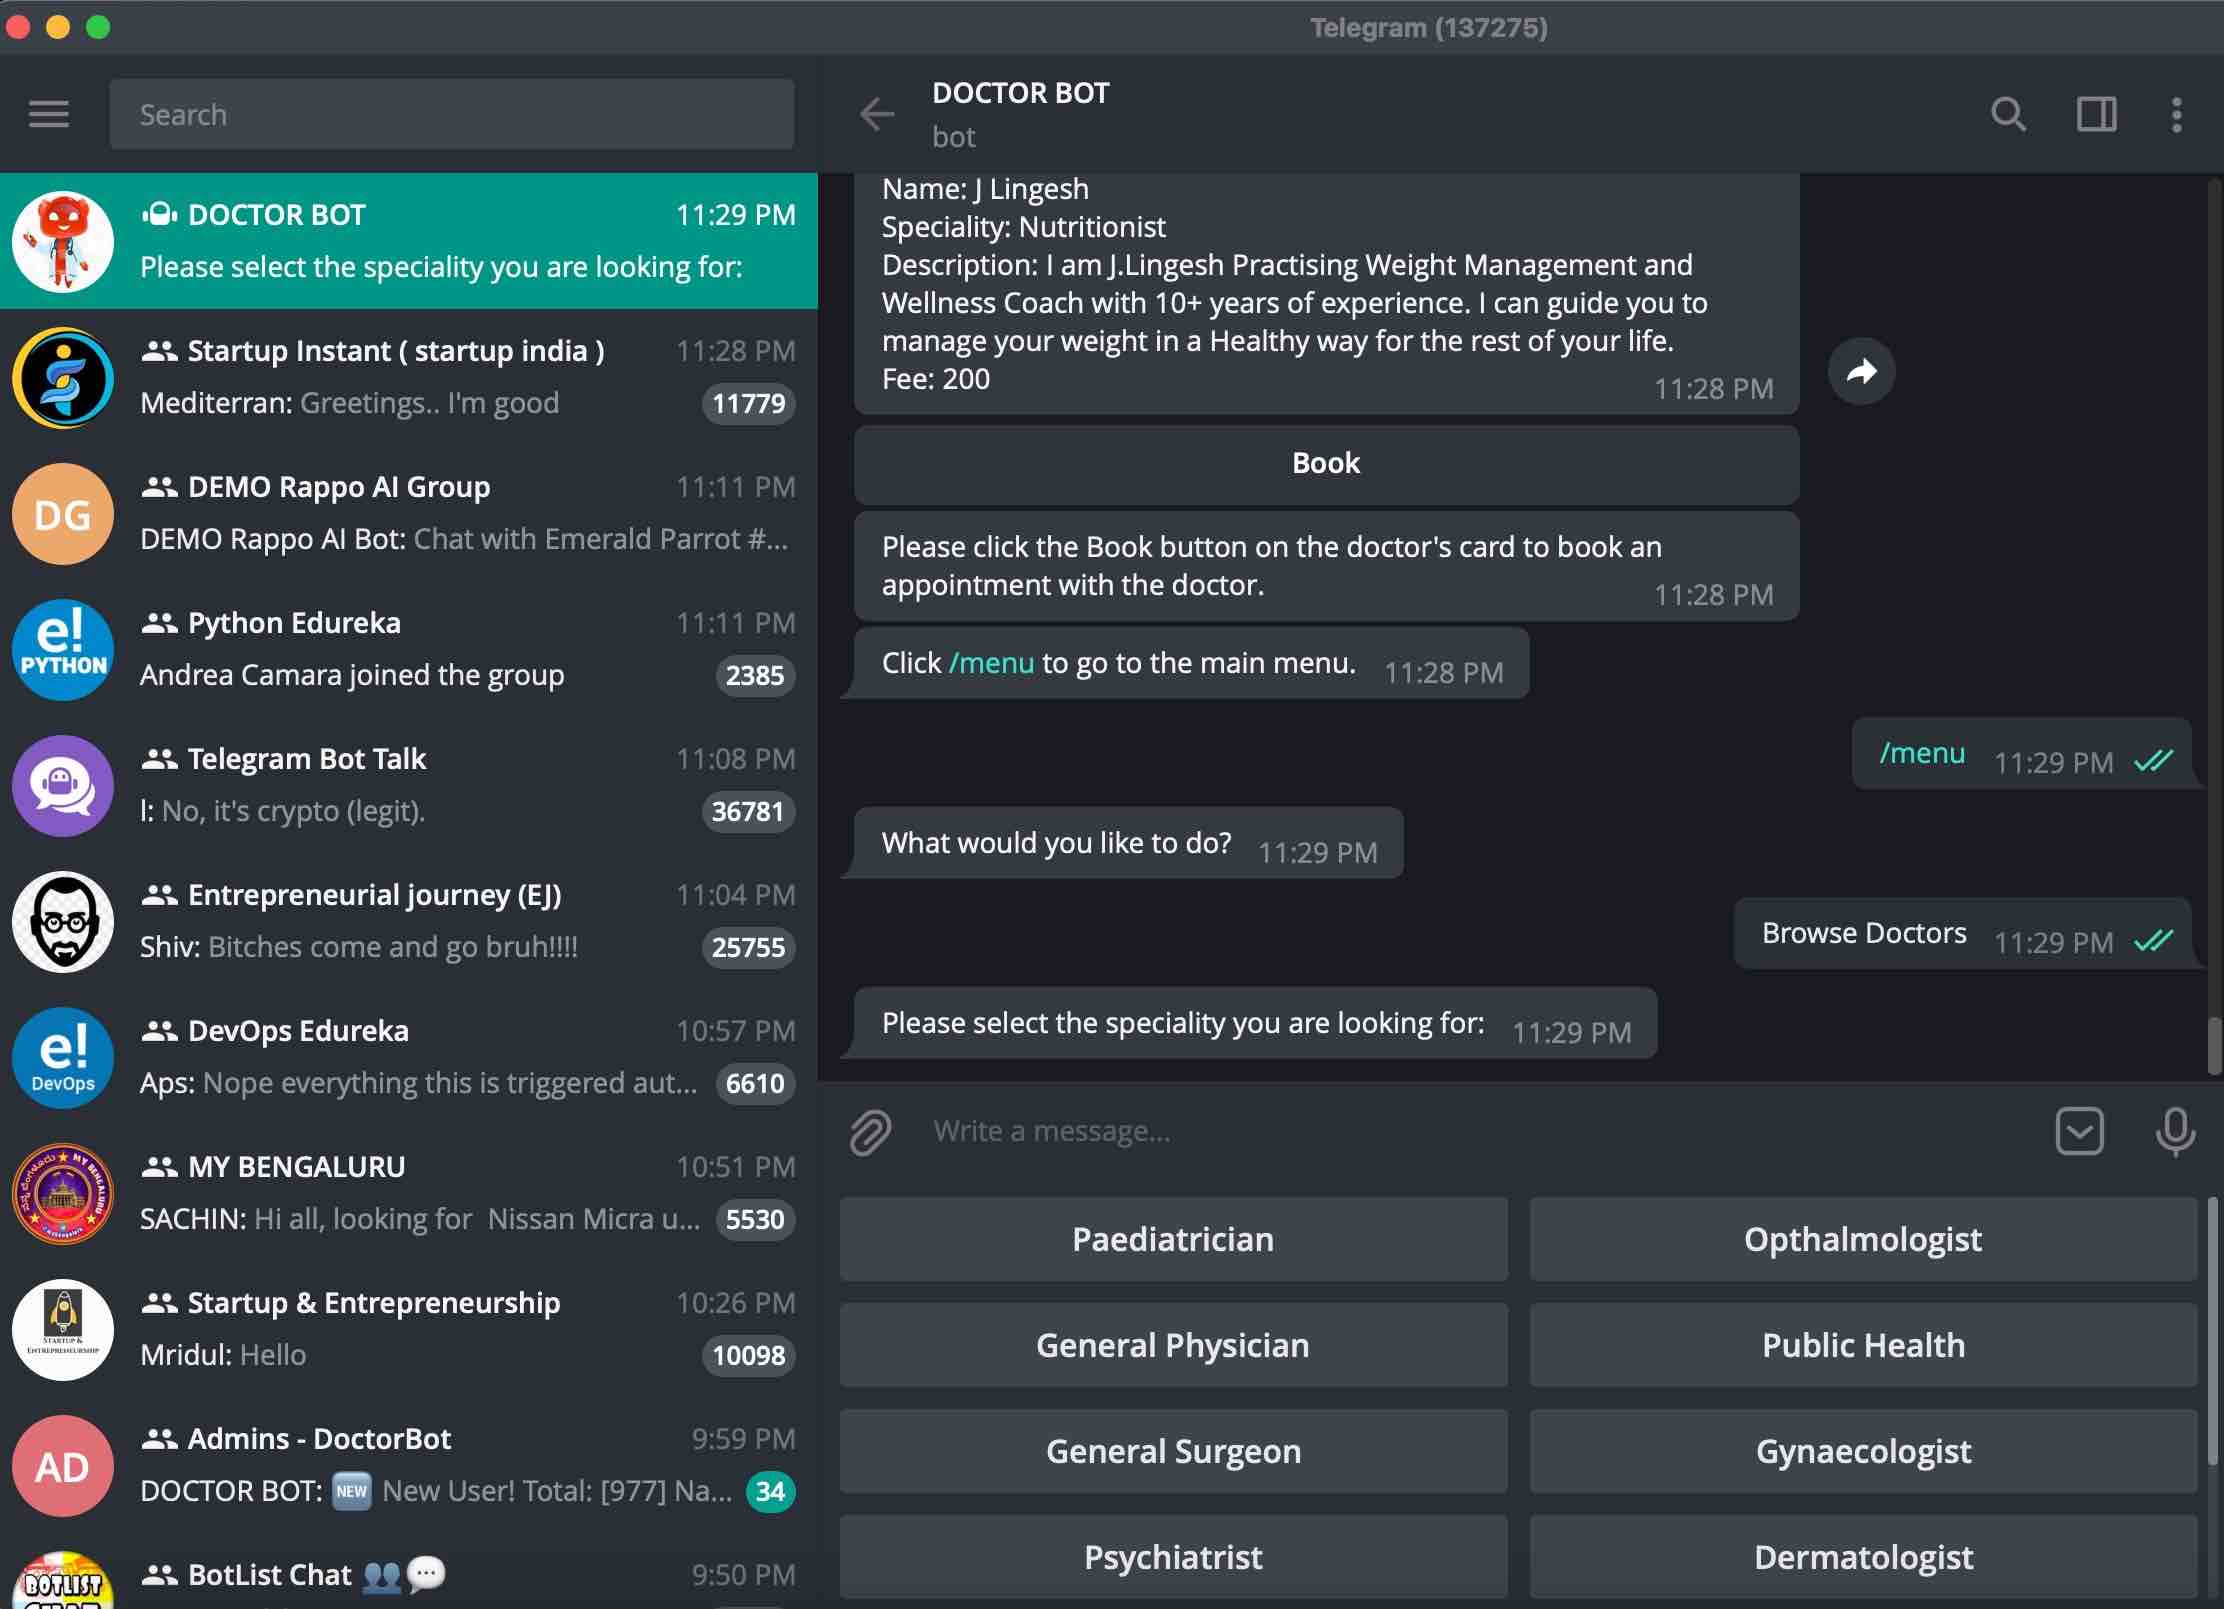 Telegram (137275)
Search
DOCTOR BOT 11:29 PM
Please select the speciality you are looking for:
Startup Instant ( startup india ) 11:28 PM
Mediterran: Greetings.. I'm good 11779
DG
DEMO Rappo AI Group 11:11 PM
DEMO Rappo AI Bot: Chat with Emerald Parrot #...
e!
PYTHON
Python Edureka 11:11 PM
Andrea Camara joined the group 2385
Telegram Bot Talk 11:08 PM
l: No, it's crypto (legit). 36781
Entrepreneurial journey (EJ) 11:04 PM
Shiv: Bitches come and go bruh!!!! 25755
e!
DevOps
DevOps Edureka 10:57 PM
Aps: Nope everything this is triggered aut... 6610
MY BENGALURU
MY BENGALURU 10:51 PM
SACHIN: Hi all, looking for  Nissan Micra u... 5530
STARTUP &
ENTREPRENEURSHIP
Startup & Entrepreneurship 10:26 PM
Mridul: Hello 10098
AD
Admins - DoctorBot 9:59 PM
DOCTOR BOT: NEW New User! Total: [977] Na... 34
BOTLIST
BotList Chat 9:50 PM
DOCTOR BOT
bot
Name: J Lingesh
Speciality: Nutritionist
Description: I am J.Lingesh Practising Weight Management and
Wellness Coach with 10+ years of experience. I can guide you to
manage your weight in a Healthy way for the rest of your life.
Fee: 200
11:28 PM
Book
Please click the Book button on the doctor's card to book an
appointment with the doctor.
11:28 PM
Click /menu to go to the main menu. 11:28 PM
/menu 11:29 PM
What would you like to do? 11:29 PM
Browse Doctors 11:29 PM
Please select the speciality you are looking for: 11:29 PM
Write a message...
Paediatrician
Opthalmologist
General Physician
Public Health
General Surgeon
Gynaecologist
Psychiatrist
Dermatologist